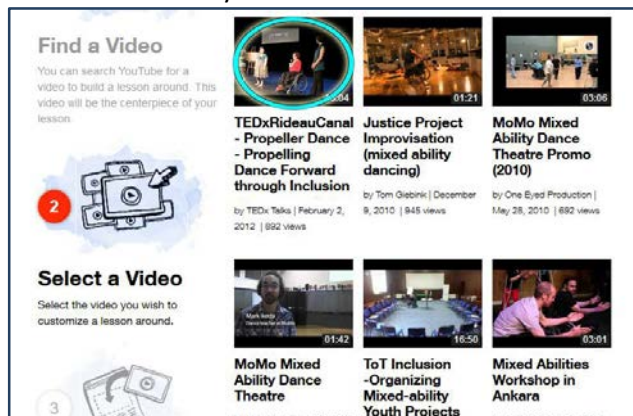 Find a Video
You can search YouTube for a
video to build a lesson around. This
video will be the centerpiece of your
lesson.
2
Select a Video
Select the video you wish to
customize a lesson around.
3
TEDxRideauCanal
- Propeller Dance
- Propelling
Dance Forward
through Inclusion
by TEDx Talks | February 2,
2012 | 892 views
01:21
Justice Project
Improvisation
(mixed ability
dancing)
by Tom Giebink | December
9, 2010 | 945 views
03:06
MoMo Mixed
Ability Dance
Theatre Promo
(2010)
by One Eyed Production |
May 28, 2010 | 692 views
01:42
MoMo Mixed
Ability Dance
Theatre
16:50
ToT Inclusion
-Organizing
Mixed-ability
Youth Projects
03:01
Mixed Abilities
Workshop in
Ankara